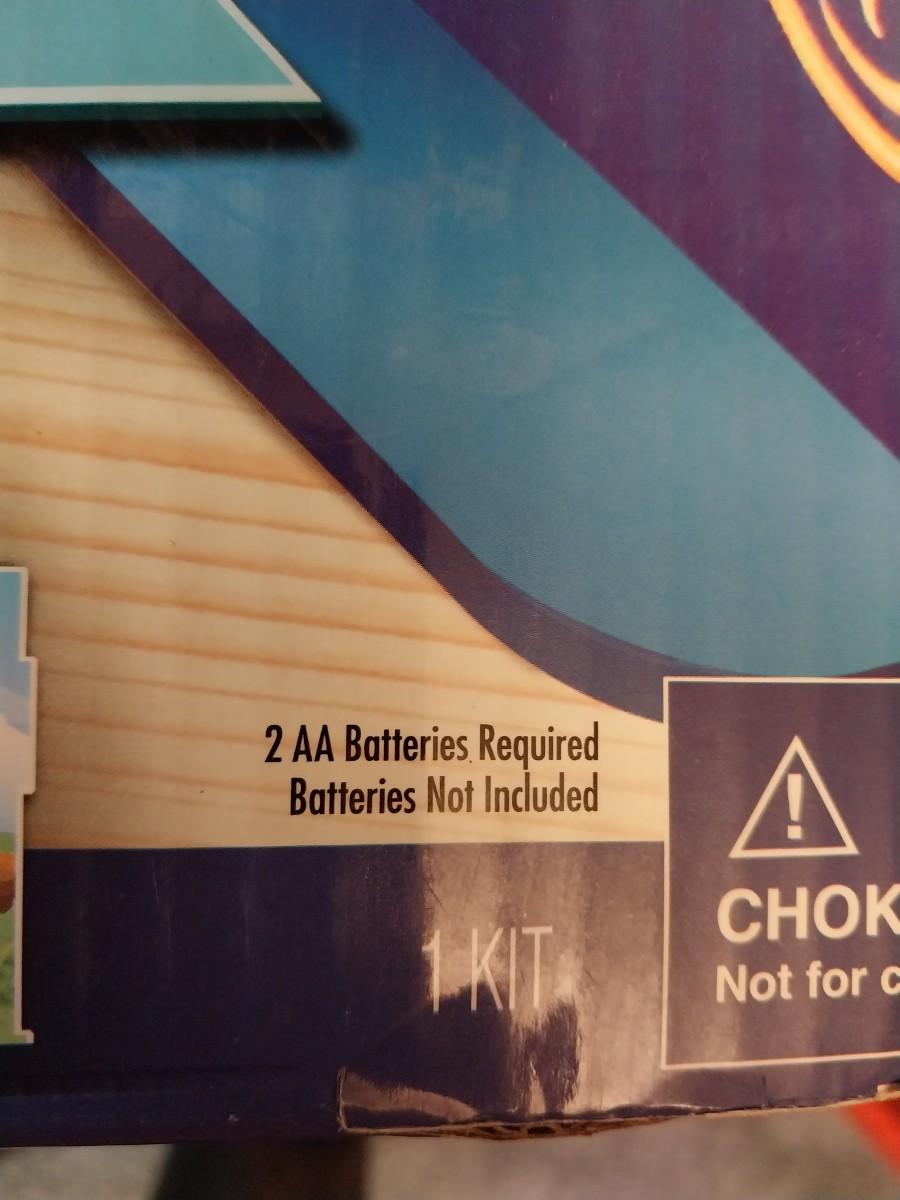 2 AA Batteries Required
Batteries Not Included
1 KIT
!
CHOK
Not for c